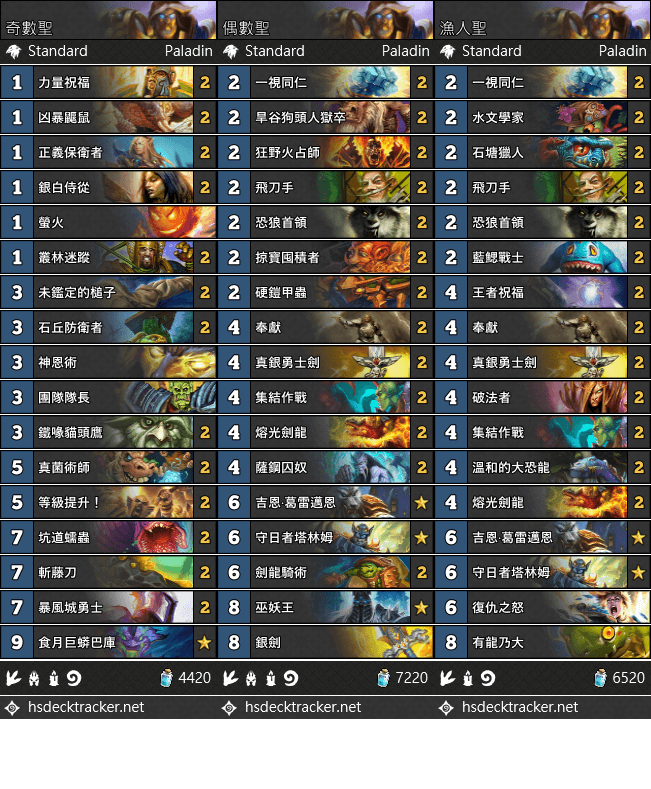 奇數聖
Standard Paladin
1 力量祝福 2
1 凶暴鼴鼠 2
1 正義保衛者 2
1 銀白侍從 2
1 螢火
1 叢林迷蹤 2
3 未鑑定的槌子 2
3 石丘防衛者 2
3 神恩術
3 團隊隊長
3 鐵喙貓頭鷹 2
5 真菌術師 2
5 等級提升！ 2
7 坑道蠕蟲 2
7 斬藤刀 2
7 暴風城勇士 2
9 食月巨蟒巴庫 ★
4420
hsdecktracker.net
偶數聖
Standard Paladin
2 一視同仁 2
2 旱谷狗頭人獄卒 2
2 狂野火占師 2
2 飛刀手 2
2 恐狼首領 2
2 掠寶囤積者 2
2 硬鎧甲蟲 2
4 奉獻 2
4 真銀勇士劍 2
4 集結作戰 2
4 熔光劍龍 2
4 薩鋼囚奴 2
6 吉恩·葛雷邁恩 ★
6 守日者塔林姆 ★
6 劍龍騎術 2
8 巫妖王 ★
8 銀劍
7220
hsdecktracker.net
漁人聖
Standard Paladin
2 一視同仁 2
2 水文學家 2
2 石塘獵人 2
2 飛刀手 2
2 恐狼首領 2
2 藍鰓戰士 2
4 王者祝福 2
4 奉獻 2
4 真銀勇士劍 2
4 破法者 2
4 集結作戰 2
4 溫和的大恐龍 2
4 熔光劍龍 2
6 吉恩·葛雷邁恩 ★
6 守日者塔林姆 ★
6 復仇之怒
8 有龍乃大
6520
hsdecktracker.net